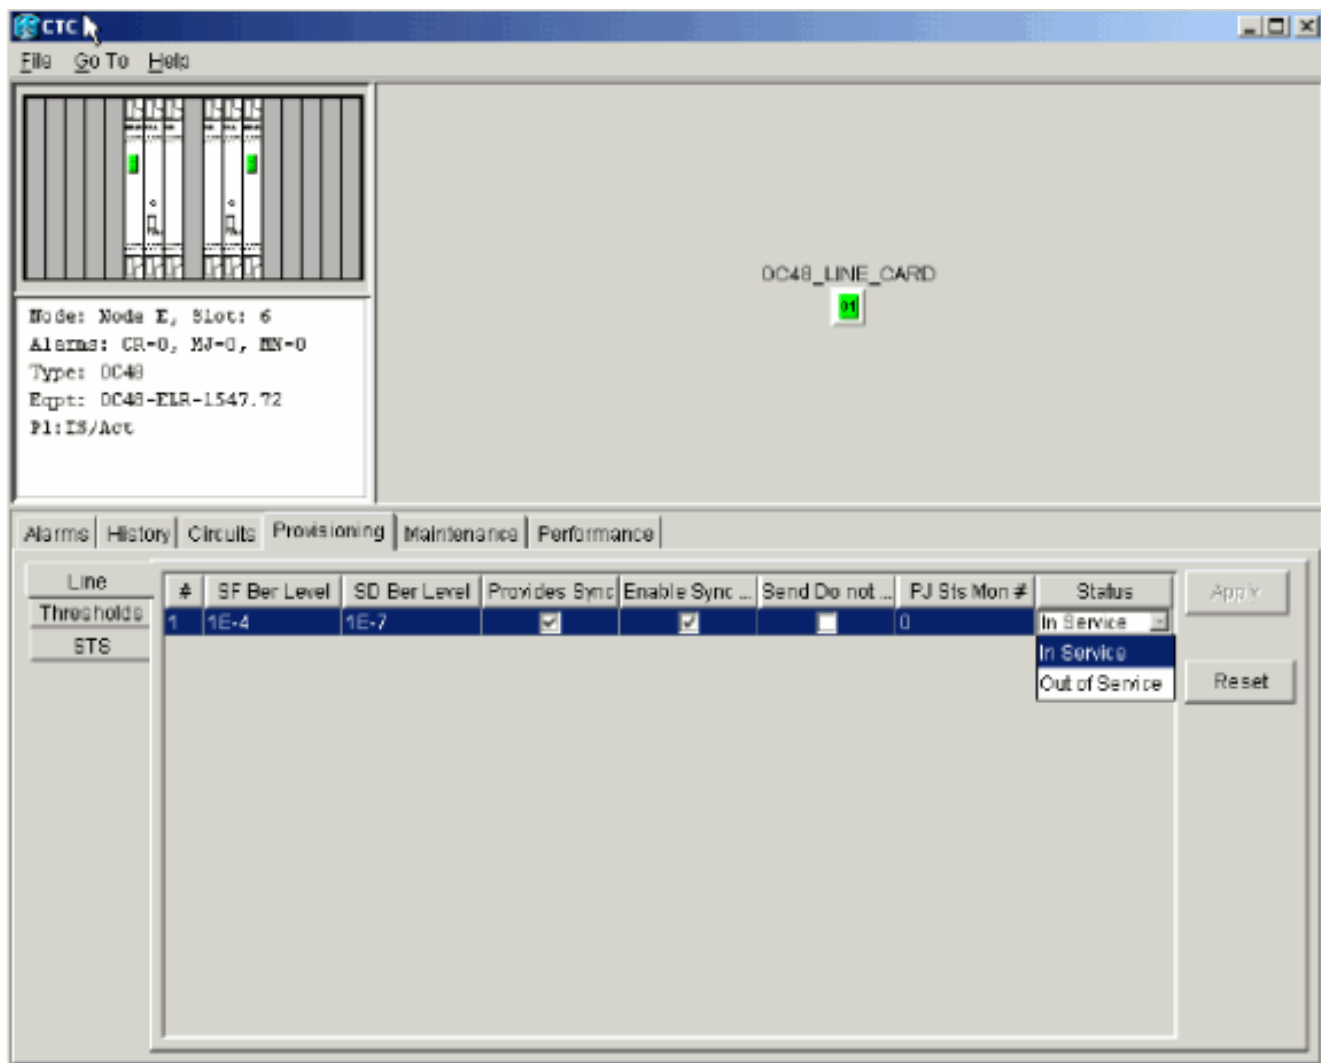 CTC
File Go To Help
Node: Node E, Slot: 6
Alarms: CR-0, MJ-0, MN-0
Type: OC48
Eqpt: OC48-ELR-1547.72
P1:IS/Act
OC48_LINE_CARD
01
Alarms History Circuits Provisioning Maintenance Performance
Line
Thresholds
STS
# SF Ber Level SD Ber Level Provides Sync Enable Sync ... Send Do not ... PJ Sts Mon # Status
1 1E-4 1E-7 0 In Service
In Service
Out of Service
Apply
Reset